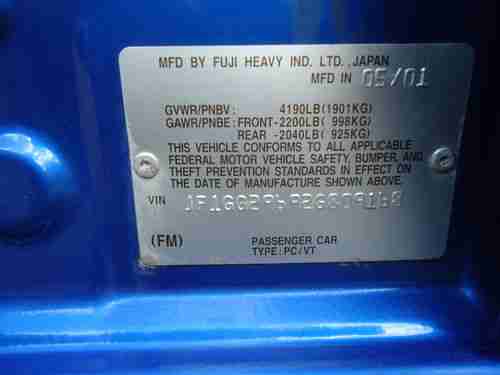 MFD BY FUJI HEAVY IND. LTD., JAPAN
MFD IN 05/01
GVWR/PNBV : 4190LB(1901KG)
GAWR/PNBE : FRONT-2200LB( 998KG)
REAR -2040LB( 925KG)
THIS VEHICLE CONFORMS TO ALL APPLICABLE
FEDERAL MOTOR VEHICLE SAFETY, BUMPER AND
THEFT PREVENTION STANDARDS IN EFFECT ON
THE DATE OF MANUFACTURE SHOWN ABOVE.
VIN
(FM)
PASSENGER CAR
TYPE: PC/VT